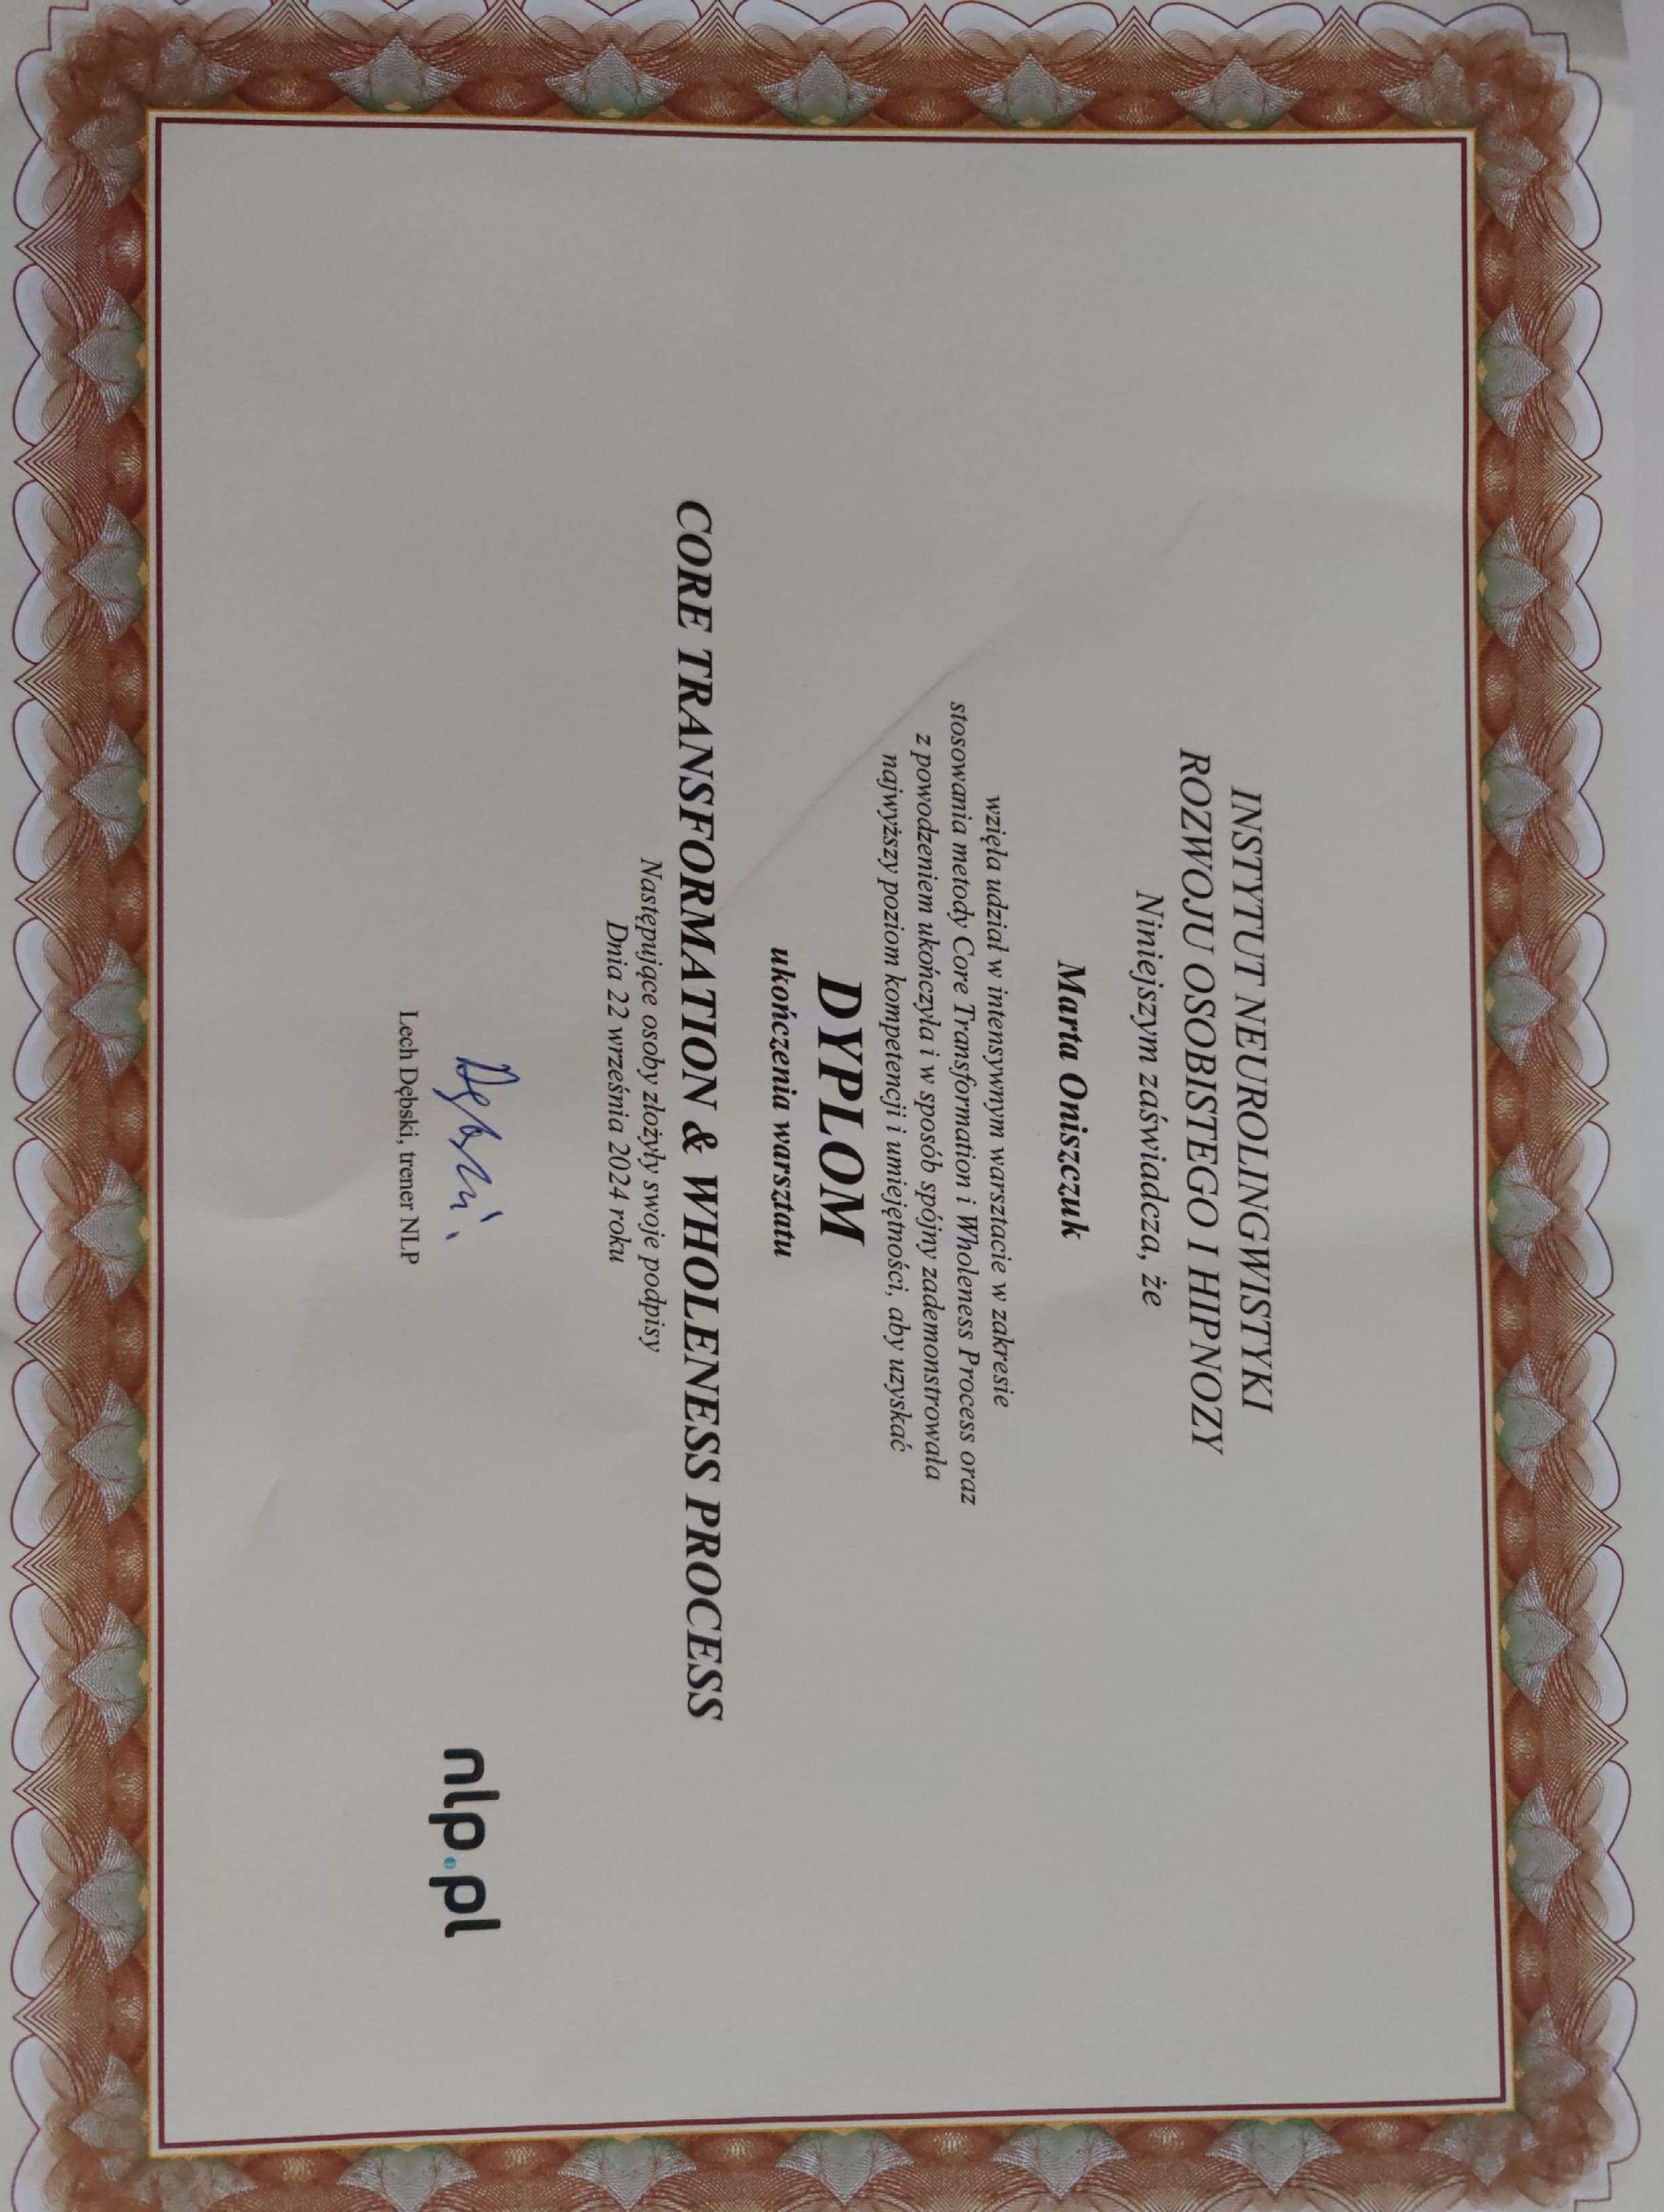 INSTYTUT NEUROLINGWISTYKI
ROZWOJU OSOBISTEGO I HIPNOZY
Niniejszym zaświadcza, że
Marta Oniszczuk
wzięła udział w intensywnym warsztacie w zakresie
stosowania metody Core Transformation i Wholeness Process oraz
z powodzeniem ukończyła i w sposób spójny zademonstrowała
najwyższy poziom kompetencji i umiejętności, aby uzyskać
DYPLOM
ukończenia warsztatu
CORE TRANSFORMATION & WHOLENESS PROCESS
Następujące osoby złożyły swoje podpisy
Dnia 22 września 2024 roku
Dębski
Lech Dębski, trener NLP
nlp.pl